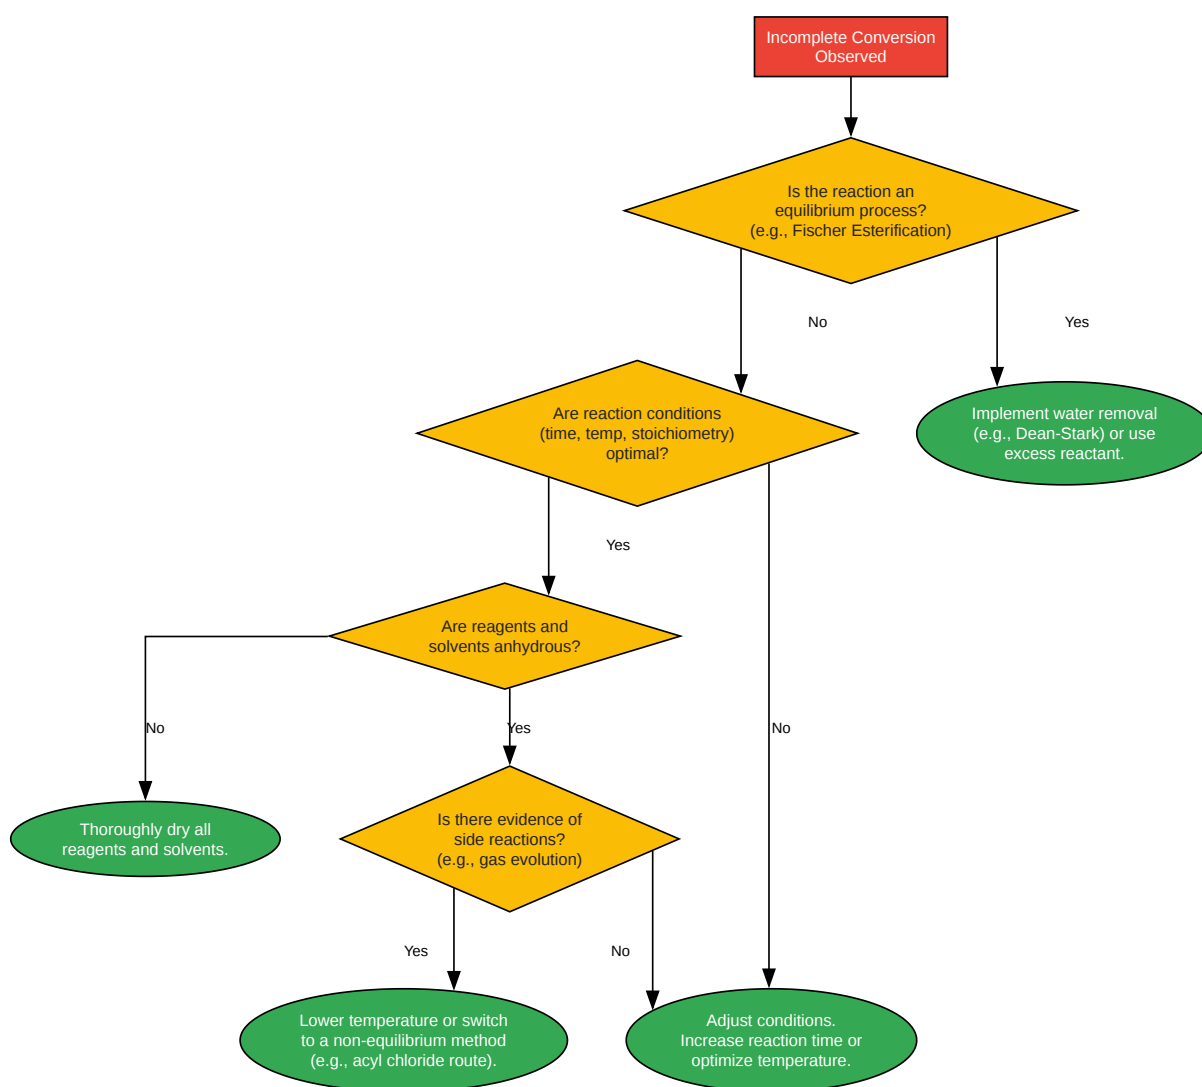 Incomplete Conversion
Observed
Is the reaction an
equilibrium process?
(e.g., Fischer Esterification)
No
Yes
Are reaction conditions
(time, temp, stoichiometry)
optimal?
Implement water removal
(e.g., Dean-Stark) or use
excess reactant.
Yes
Are reagents and
solvents anhydrous?
No
Yes
No
Thoroughly dry all
reagents and solvents.
Is there evidence of
side reactions?
(e.g., gas evolution)
Yes
No
Lower temperature or switch
to a non-equilibrium method
(e.g., acyl chloride route).
Adjust conditions.
Increase reaction time or
optimize temperature.